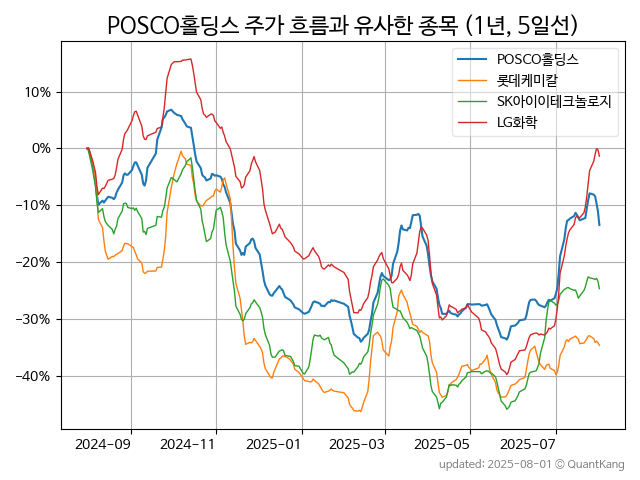 POSCO홀딩스 주가 흐름과 유사한 종목 (1년, 5일선)
POSCO홀딩스
롯데케미칼
SK아이이테크놀로지
LG화학
10%
0%
−10%
−20%
−30%
−40%
2024−09
2024−11
2025−01
2025−03
2025−05
2025−07
updated: 2025-08-01 © QuantKang